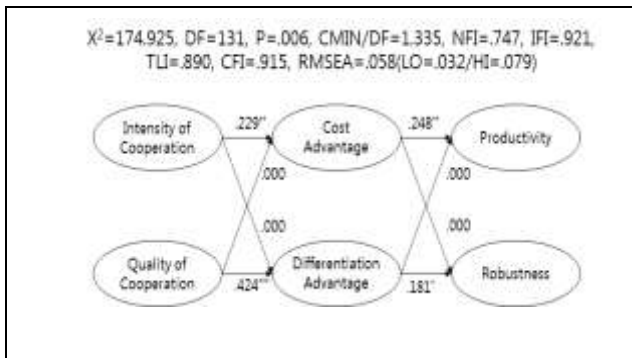 X²=174.925, DF=131, P=.006, CMIN/DF=1.335, NFI=.747, IFI=.921,
TLI=.890, CFI=.915, RMSEA=.058(LO=.032/HI=.079)
Intensity of
Cooperation
.229**
Cost
Advantage
.248**
Productivity
.000
.000
.000
.000
Quality of
Cooperation
.424***
Differentiation
Advantage
.181*
Robustness